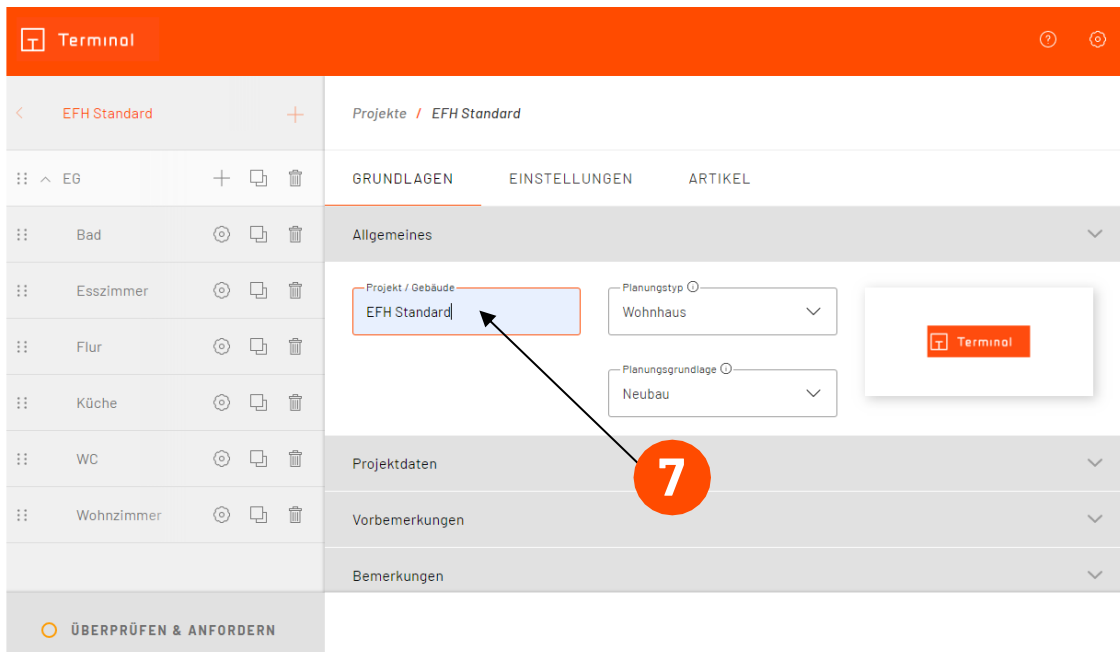 Terminal
EFH Standard
Projekte / EFH Standard
EG
GRUNDLAGEN EINSTELLUNGEN ARTIKEL
Bad
Allgemeines
Esszimmer
Projekt / Gebäude
EFH Standard
Planungstyp
Wohnhaus
Terminal
Flur
Planungsgrundlage
Neubau
Küche
WC
Projektdaten
7
Wohnzimmer
Vorbemerkungen
Bemerkungen
ÜBERPRÜFEN & ANFORDERN